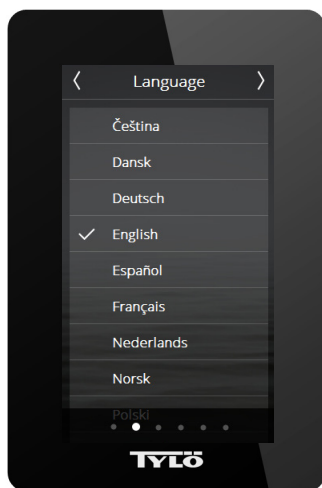 Language
Čeština
Dansk
Deutsch
English
Español
Français
Nederlands
Norsk
Polski
TYLÖ